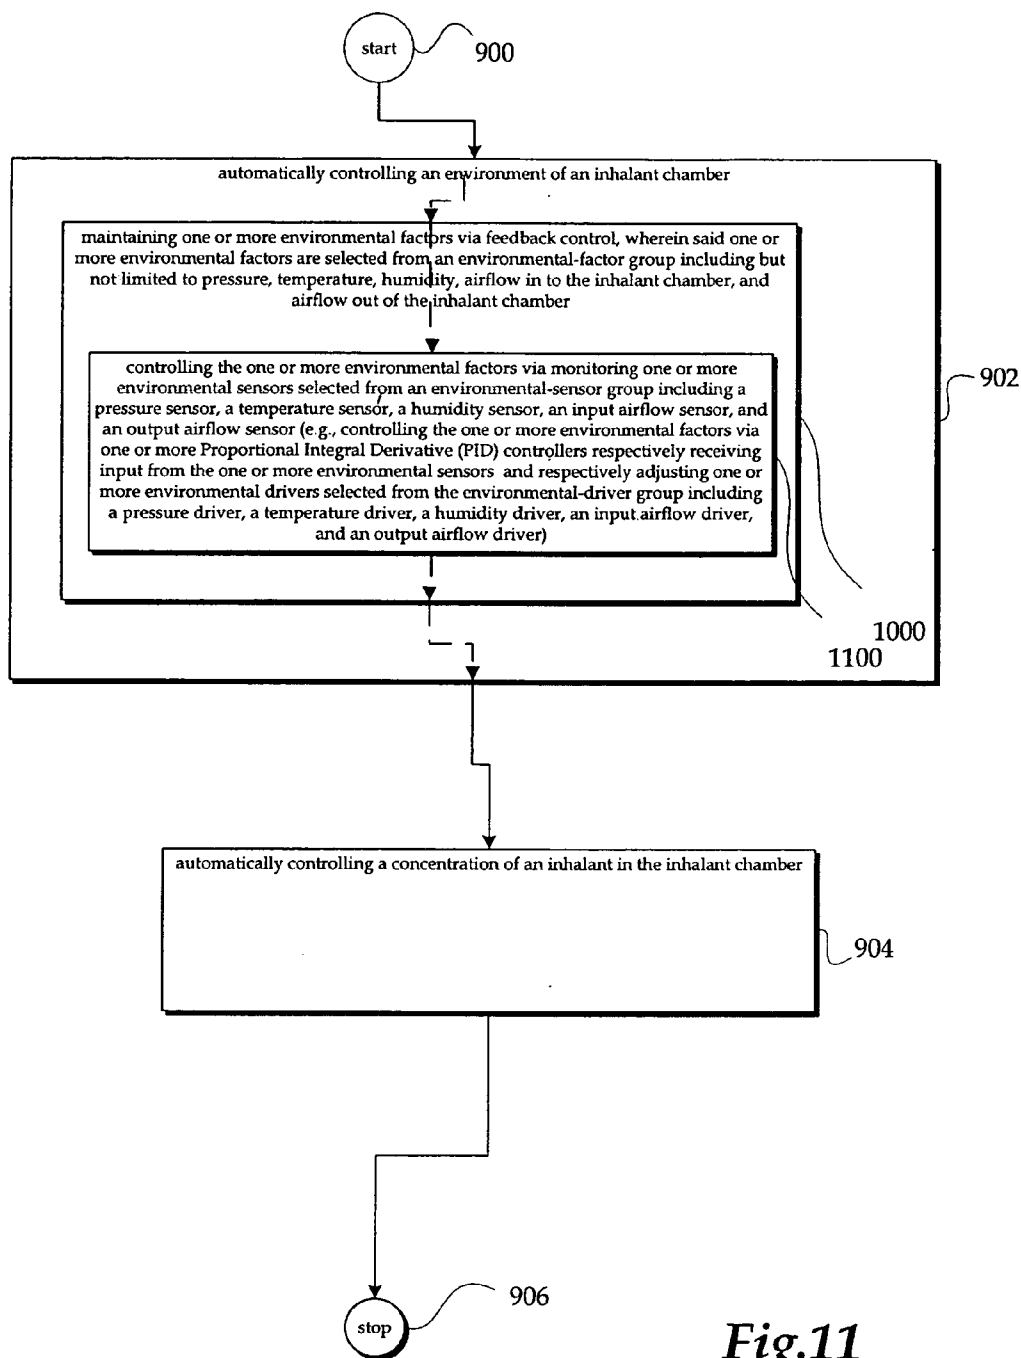 start
900
automatically controlling an environment of an inhalant chamber
maintaining one or more environmental factors via feedback control, wherein said one or
more environmental factors are selected from an environmental-factor group including but
not limited to pressure, temperature, humidity, airflow in to the inhalant chamber, and
airflow out of the inhalant chamber
controlling the one or more environmental factors via monitoring one or more
environmental sensors selected from an environmental-sensor group including a
pressure sensor, a temperature sensor, a humidity sensor, an input airflow sensor, and
an output airflow sensor (e.g., controlling the one or more environmental factors via
one or more Proportional Integral Derivative (PID) controllers respectively receiving
input from the one or more environmental sensors and respectively adjusting one or
more environmental drivers selected from the environmental-driver group including
a pressure driver, a temperature driver, a humidity driver, an input airflow driver,
and an output airflow driver)
902
1000
1100
automatically controlling a concentration of an inhalant in the inhalant chamber
904
906
stop
Fig.11